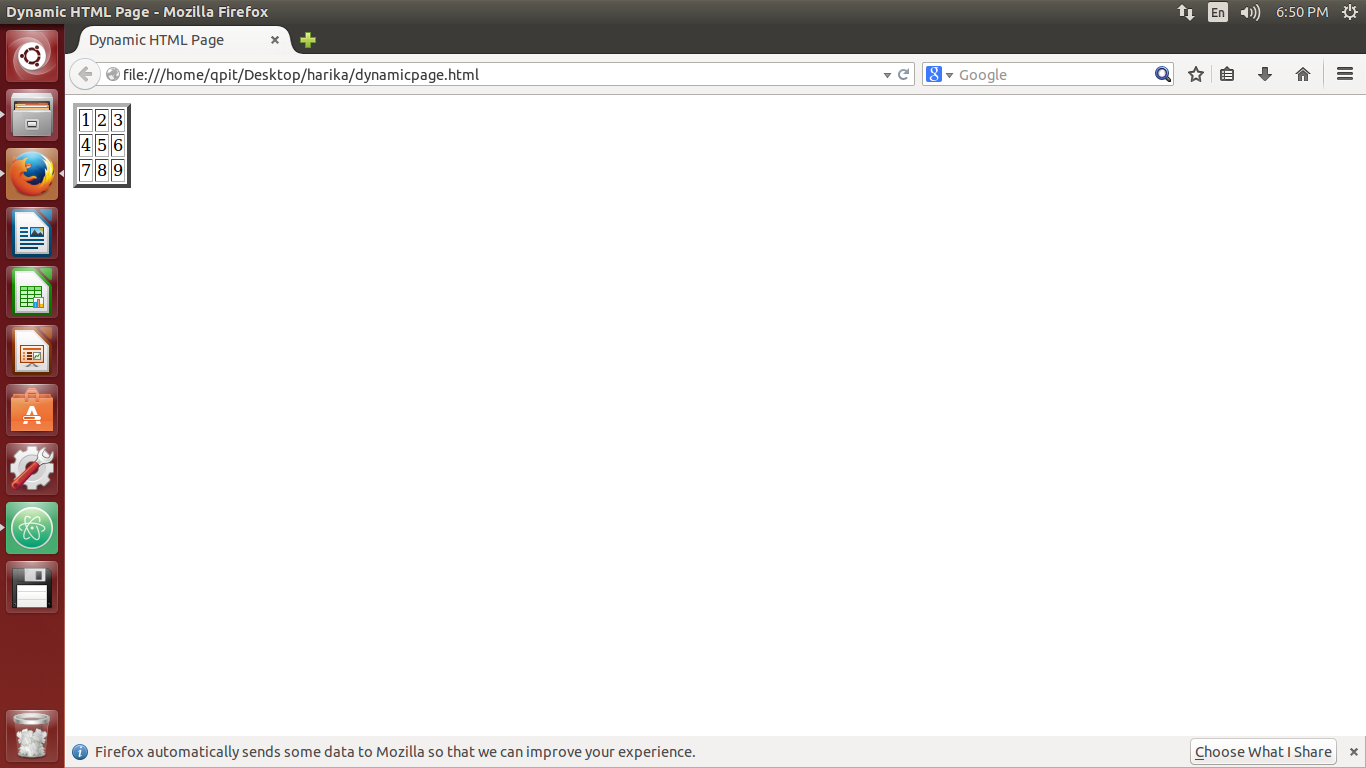 Dynamic HTML Page - Mozilla Firefox
En
6:50 PM
Dynamic HTML Page
file:///home/qpit/Desktop/harika/dynamicpage.html
8
Google
1 2 3
4 5 6
7 8 9
A
Firefox automatically sends some data to Mozilla so that we can improve your experience.
Choose What I Share